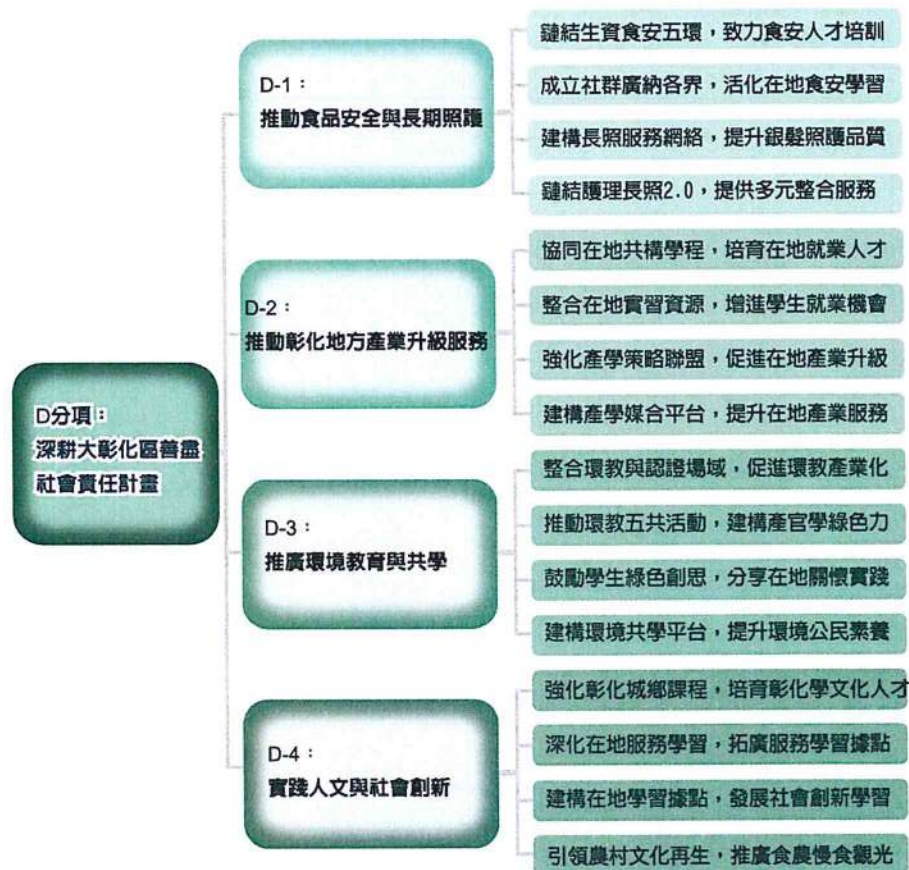 D分項：
深耕大彰化區善盡
社會責任計畫
D-1：
推動食品安全與長期照護
鏈結生資食安五環，致力食安人才培訓
成立社群廣納各界，活化在地食安學習
建構長照服務網絡，提升銀髮照護品質
鏈結護理長照2.0，提供多元整合服務
D-2：
推動彰化地方產業升級服務
協同在地共構學程，培育在地就業人才
整合在地實習資源，增進學生就業機會
強化產學策略聯盟，促進在地產業升級
建構產學媒合平台，提升在地產業服務
D-3：
推廣環境教育與共學
整合環教與認證場域，促進環教產業化
推動環教五共活動，建構產官學綠色力
鼓勵學生綠色創思，分享在地關懷實踐
建構環境共學平台，提升環境公民素養
D-4：
實踐人文與社會創新
強化彰化城鄉課程，培育彰化學文化人才
深化在地服務學習，拓廣服務學習據點
建構在地學習據點，發展社會創新學習
引領農村文化再生，推廣食農慢食觀光